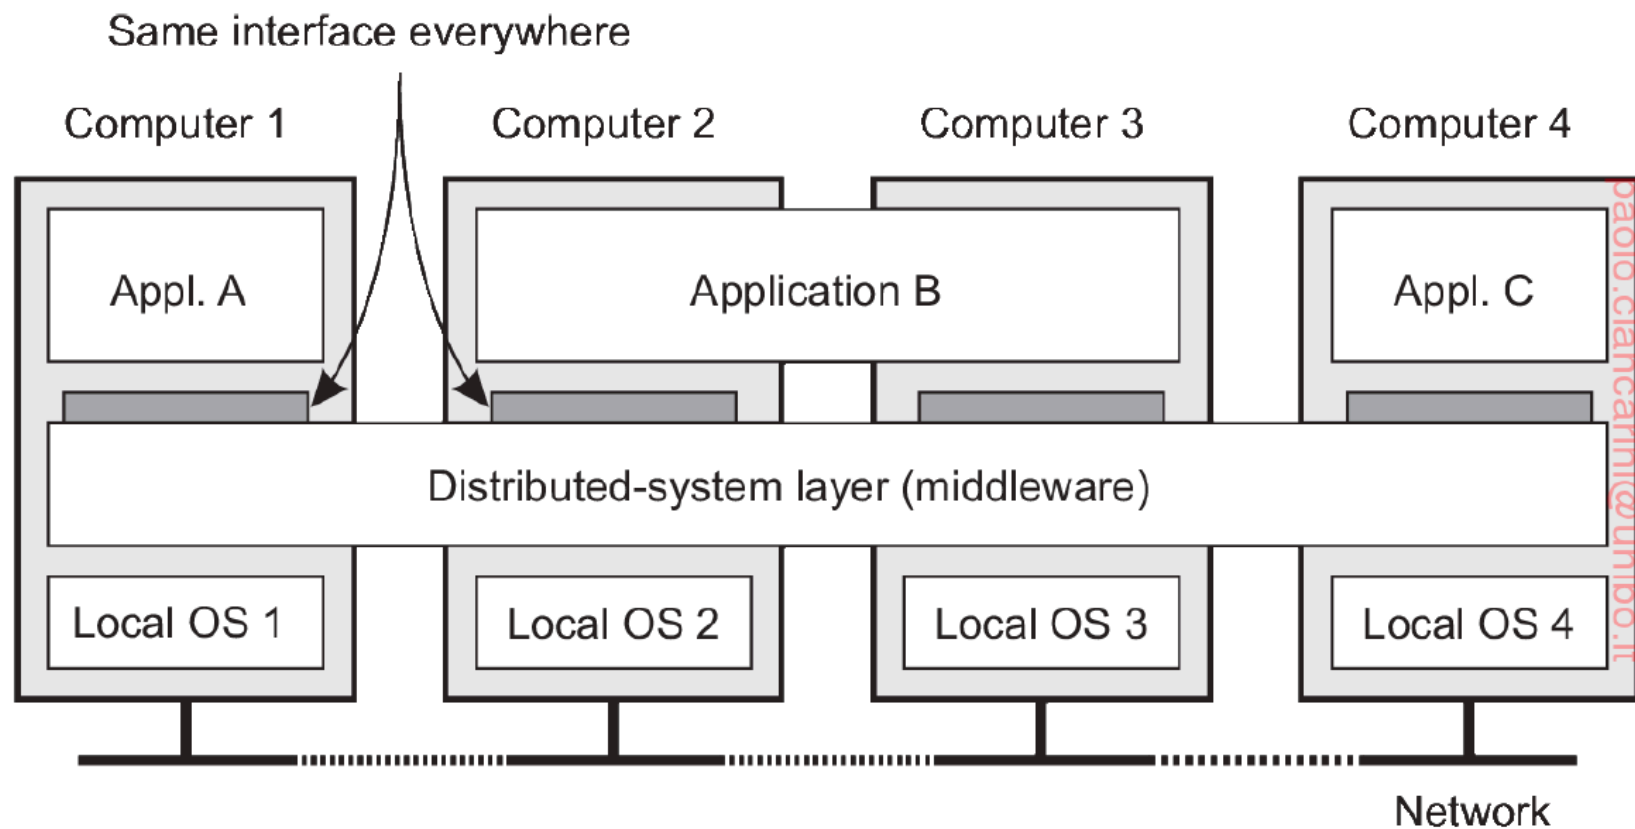 Same interface everywhere
Computer 1
Computer 2
Computer 3
Computer 4
Appl. A
Application B
Appl. C
Distributed-system layer (middleware)
Local OS 1
Local OS 2
Local OS 3
Local OS 4
Network
paolo.ciancarini@unibo.it